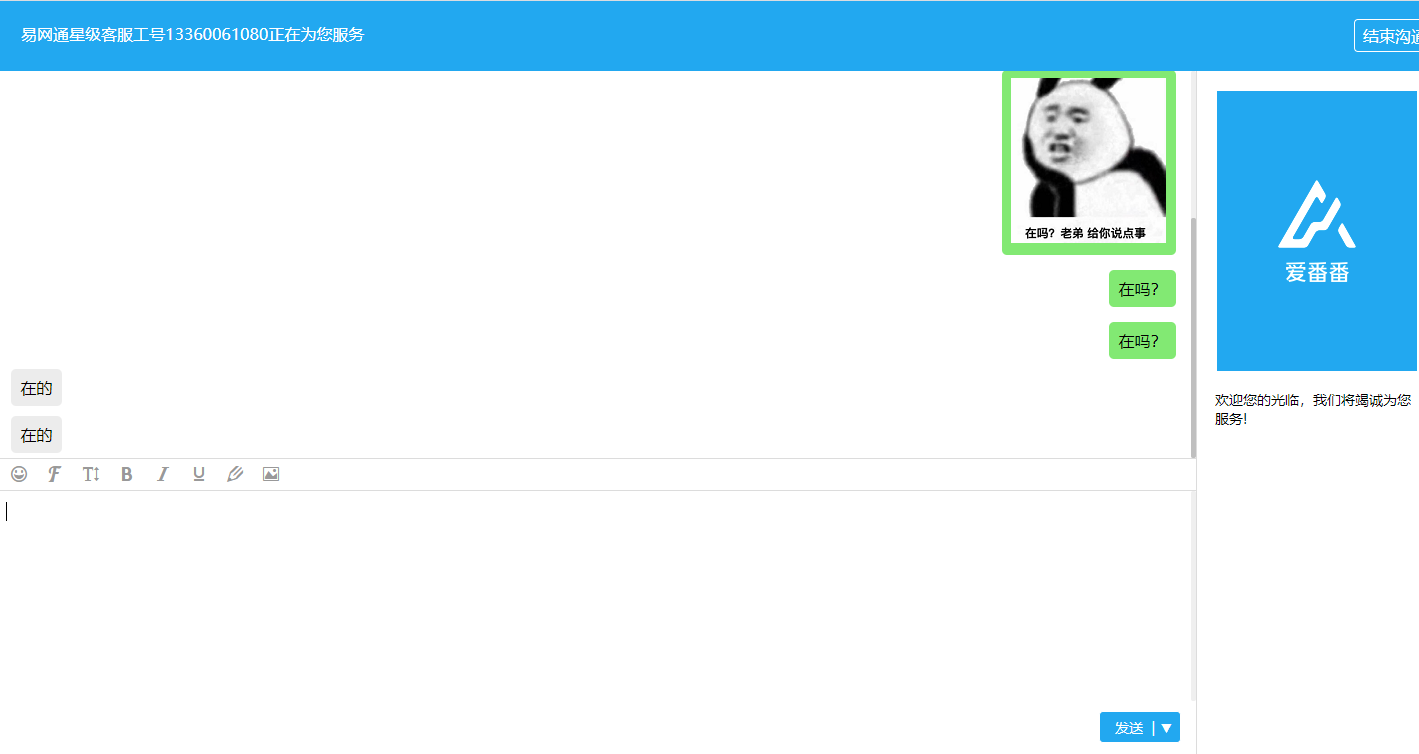 易网通星级客服工号13360061080正在为您服务
结束沟通
在吗？老弟 给你说点事
在吗？
在吗？
在的
在的
爱番番
欢迎您的光临，我们将竭诚为您
服务!
发送